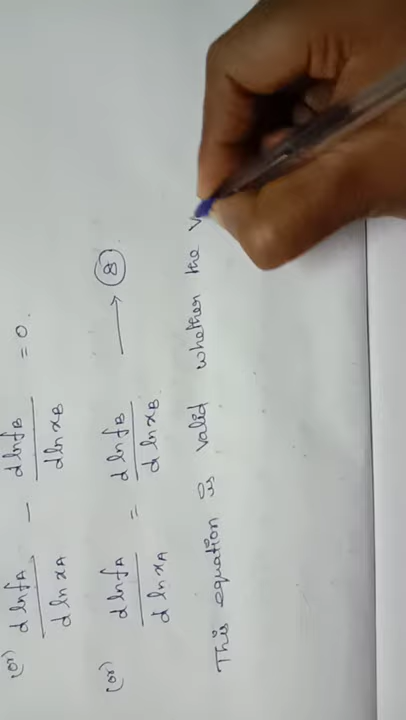 (or) d ln fA / d ln xA − d ln fB / d ln xB = 0.
(or) d ln fA / d ln xA = d ln fB / d ln xB → 8.
This equation is valid whether the v